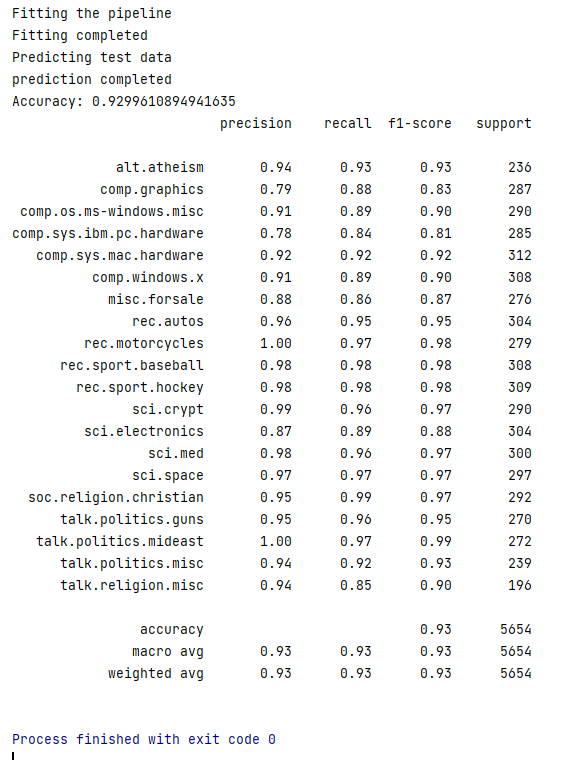 Fitting the pipeline
Fitting completed
Predicting test data
prediction completed
Accuracy: 0.9299610894941635
precision recall f1-score support
alt.atheism 0.94 0.93 0.93 236
comp.graphics 0.79 0.88 0.83 287
comp.os.ms-windows.misc 0.91 0.89 0.90 290
comp.sys.ibm.pc.hardware 0.78 0.84 0.81 285
comp.sys.mac.hardware 0.92 0.92 0.92 312
comp.windows.x 0.91 0.89 0.90 308
misc.forsale 0.88 0.86 0.87 276
rec.autos 0.96 0.95 0.95 304
rec.motorcycles 1.00 0.97 0.98 279
rec.sport.baseball 0.98 0.98 0.98 308
rec.sport.hockey 0.98 0.98 0.98 309
sci.crypt 0.99 0.96 0.97 290
sci.electronics 0.87 0.89 0.88 304
sci.med 0.98 0.96 0.97 300
sci.space 0.97 0.97 0.97 297
soc.religion.christian 0.95 0.99 0.97 292
talk.politics.guns 0.95 0.96 0.95 270
talk.politics.mideast 1.00 0.97 0.99 272
talk.politics.misc 0.94 0.92 0.93 239
talk.religion.misc 0.94 0.85 0.90 196
accuracy 0.93 5654
macro avg 0.93 0.93 0.93 5654
weighted avg 0.93 0.93 0.93 5654
Process finished with exit code 0